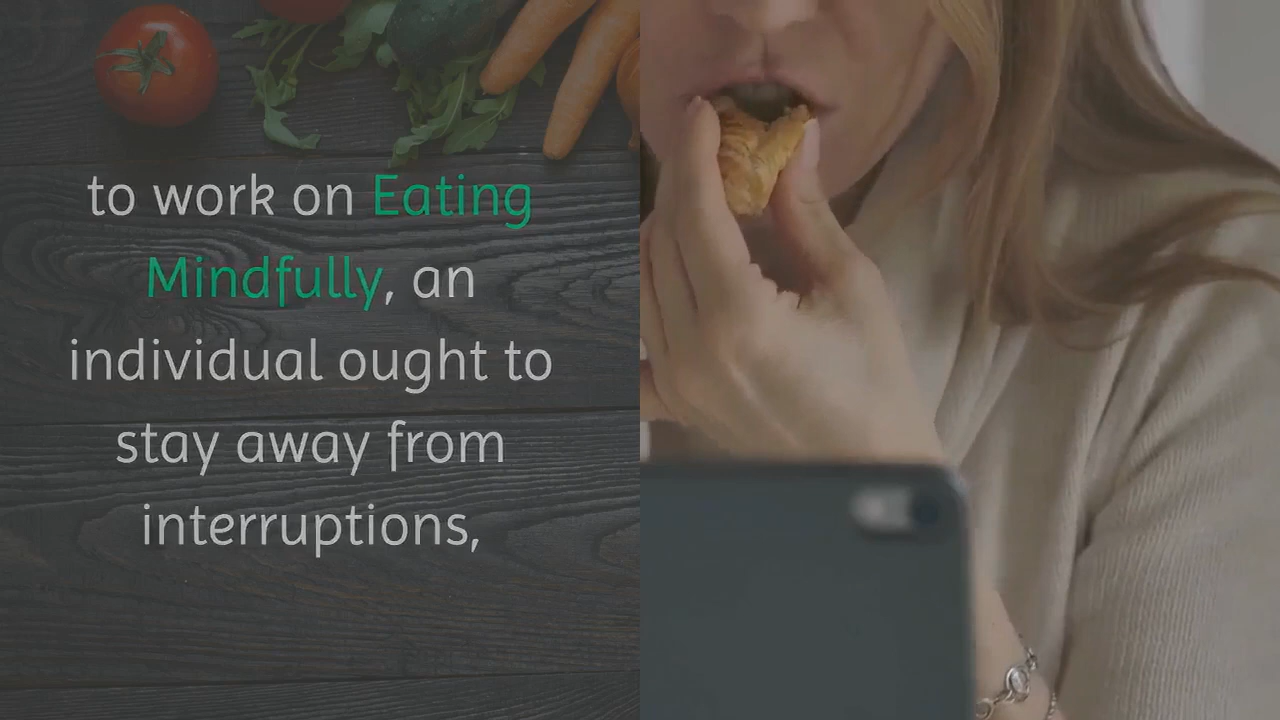 to work on Eating
Mindfully, an
individual ought to
stay away from
interruptions,